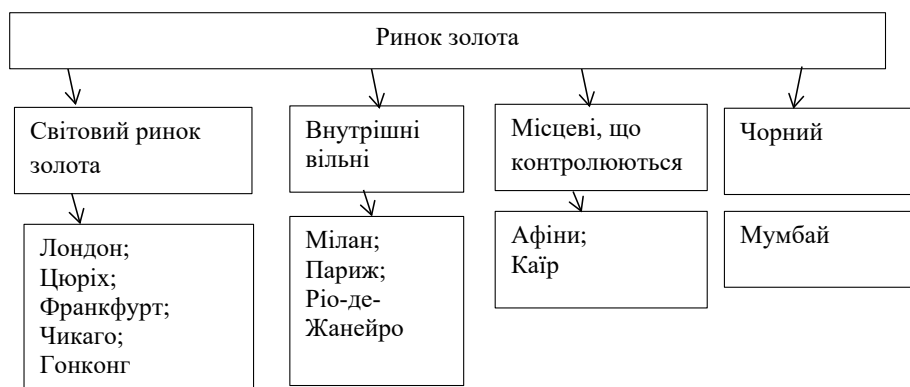 Ринок золота
Світовий ринок
золота
Внутрішні
вільні
Місцеві, що
контролюються
Чорний
Лондон;
Цюріх;
Франкфурт;
Чикаго;
Гонконг
Мілан;
Париж;
Ріо-де-
Жанейро
Афіни;
Каїр
Мумбай